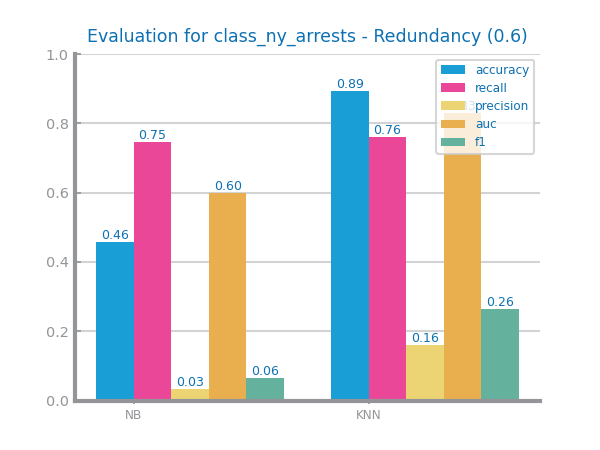 Evaluation for class_ny_arrests - Redundancy (0.6)
1.0
0.8
0.6
0.4
0.2
0.0
accuracy
recall
precision
auc
f1
0.46
0.75
0.03
0.60
0.06
0.89
0.76
0.16
0.26
NB
KNN